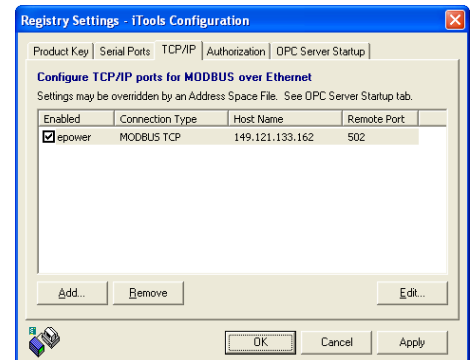 Registry Settings - iTools Configuration
Product Key Serial Ports TCP/IP Authorization OPC Server Startup
Configure TCP/IP ports for MODBUS over Ethernet
Settings may be overridden by an Address Space File. See OPC Server Startup tab.
Enabled Connection Type Host Name Remote Port
epower MODBUS TCP 149.121.133.162 502
Add... Remove Edit...
OK Cancel Apply